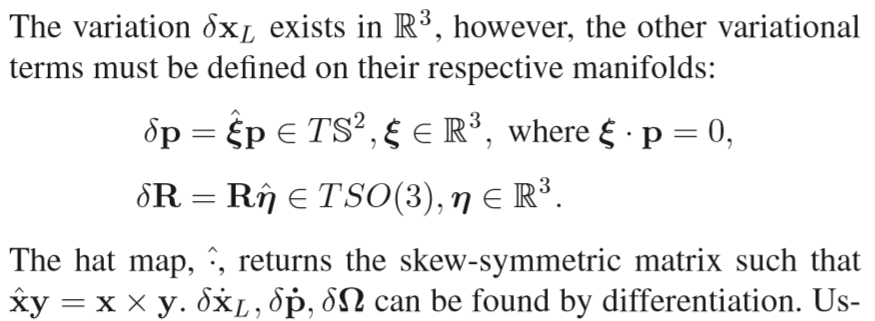 The variation δx_L exists in ℝ³, however, the other variational
terms must be defined on their respective manifolds:
δp = ξ̂p ∈ T𝕊², ξ ∈ ℝ³, where ξ · p = 0,
δR = Rη̂ ∈ TSO(3), η ∈ ℝ³.
The hat map, ·̂, returns the skew-symmetric matrix such that
x̂y = x × y. δẋ_L, δṗ, δΩ can be found by differentiation. Us-